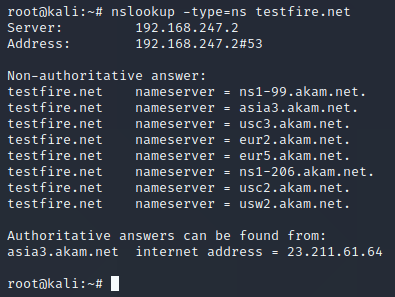 root@kali:~# nslookup -type=ns testfire.net
Server:         192.168.247.2
Address:        192.168.247.2#53
Non-authoritative answer:
testfire.net    nameserver = ns1-99.akam.net.
testfire.net    nameserver = asia3.akam.net.
testfire.net    nameserver = usc3.akam.net.
testfire.net    nameserver = eur2.akam.net.
testfire.net    nameserver = eur5.akam.net.
testfire.net    nameserver = ns1-206.akam.net.
testfire.net    nameserver = usc2.akam.net.
testfire.net    nameserver = usw2.akam.net.
Authoritative answers can be found from:
asia3.akam.net  internet address = 23.211.61.64
root@kali:~#